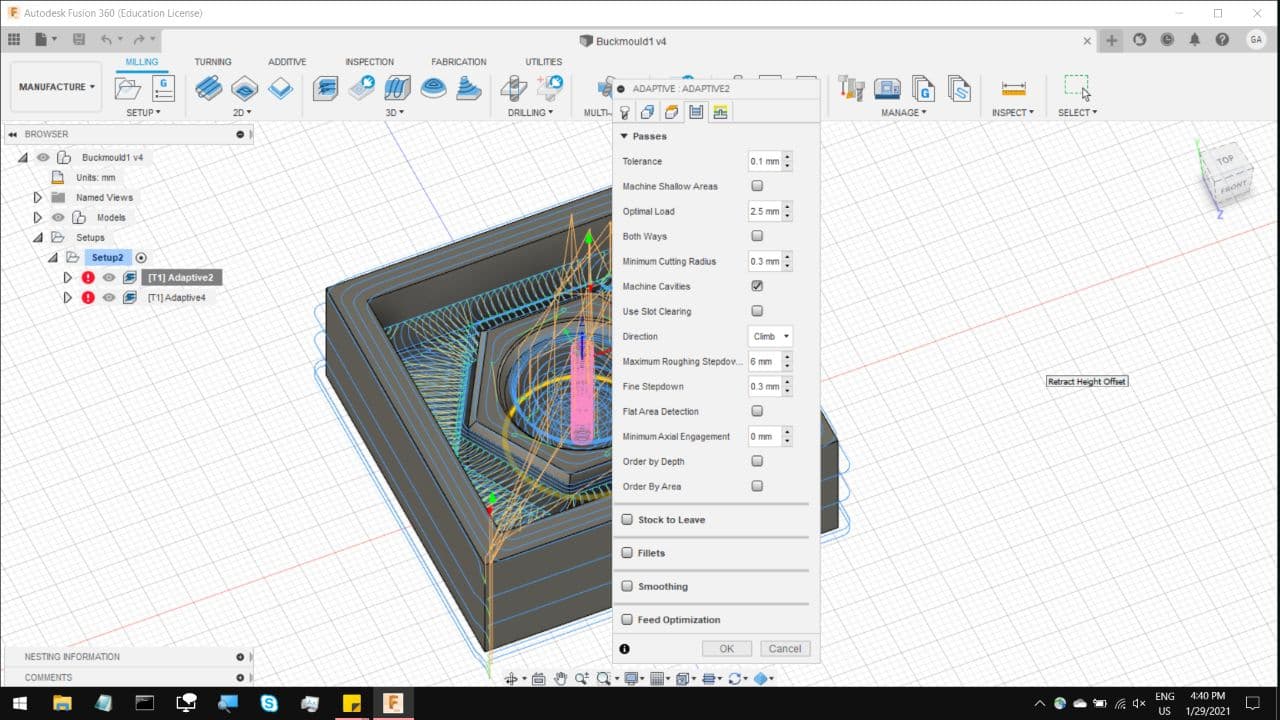 Autodesk Fusion 360 (Education License)
Buckmould1 v4
GA
MANUFACTURE
MILLING TURNING ADDITIVE INSPECTION FABRICATION UTILITIES
SETUP 2D 3D DRILLING MULTI- MANAGE INSPECT SELECT
BROWSER
Buckmould1 v4
Units: mm
Named Views
Models
Setups
Setup2
[T1] Adaptive2
[T1] Adaptive4
ADAPTIVE : ADAPTIVE2
Passes
Tolerance 0.1 mm
Machine Shallow Areas
Optimal Load 2.5 mm
Both Ways
Minimum Cutting Radius 0.3 mm
Machine Cavities
Use Slot Clearing
Direction Climb
Maximum Roughing Stepdov... 6 mm
Fine Stepdown 0.3 mm
Flat Area Detection
Minimum Axial Engagement 0 mm
Order by Depth
Order By Area
Stock to Leave
Fillets
Smoothing
Feed Optimization
OK Cancel
TOP
FRONT
Z
Retract Height Offset
NESTING INFORMATION
COMMENTS
ENG
US
4:40 PM
1/29/2021